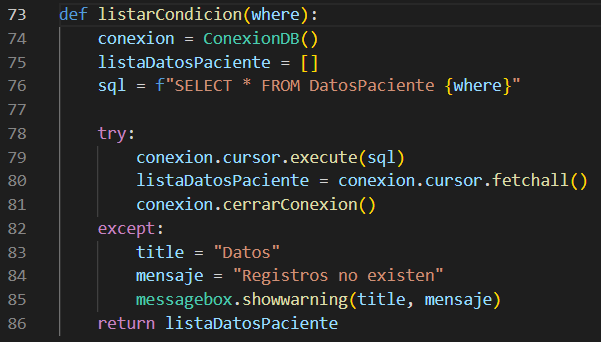 73 def listarCondicion(where):
74     conexion = ConexionDB()
75     listaDatosPaciente = []
76     sql = f"SELECT * FROM DatosPaciente {where}"
77
78     try:
79         conexion.cursor.execute(sql)
80         listaDatosPaciente = conexion.cursor.fetchall()
81         conexion.cerrarConexion()
82     except:
83         title = "Datos"
84         mensaje = "Registros no existen"
85         messagebox.showwarning(title, mensaje)
86     return listaDatosPaciente